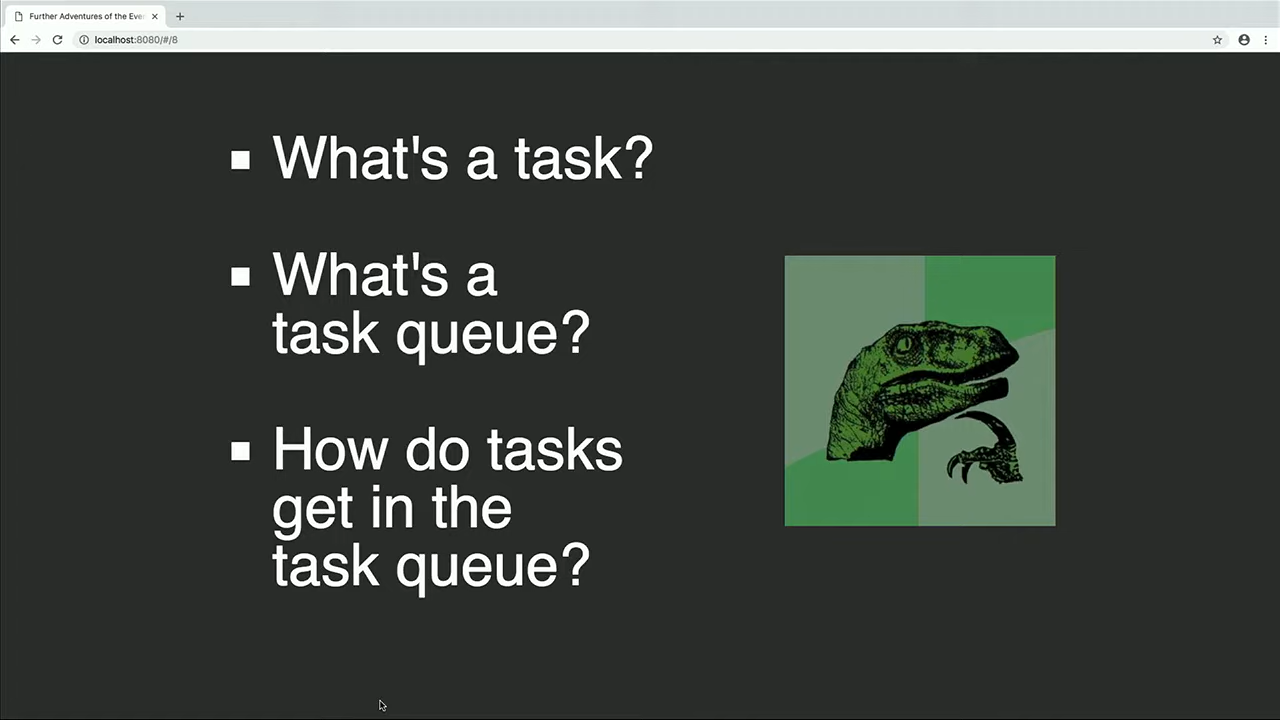 Further Adventures of the Eve
localhost:8080/#/8
What's a task?
What's a
task queue?
How do tasks
get in the
task queue?